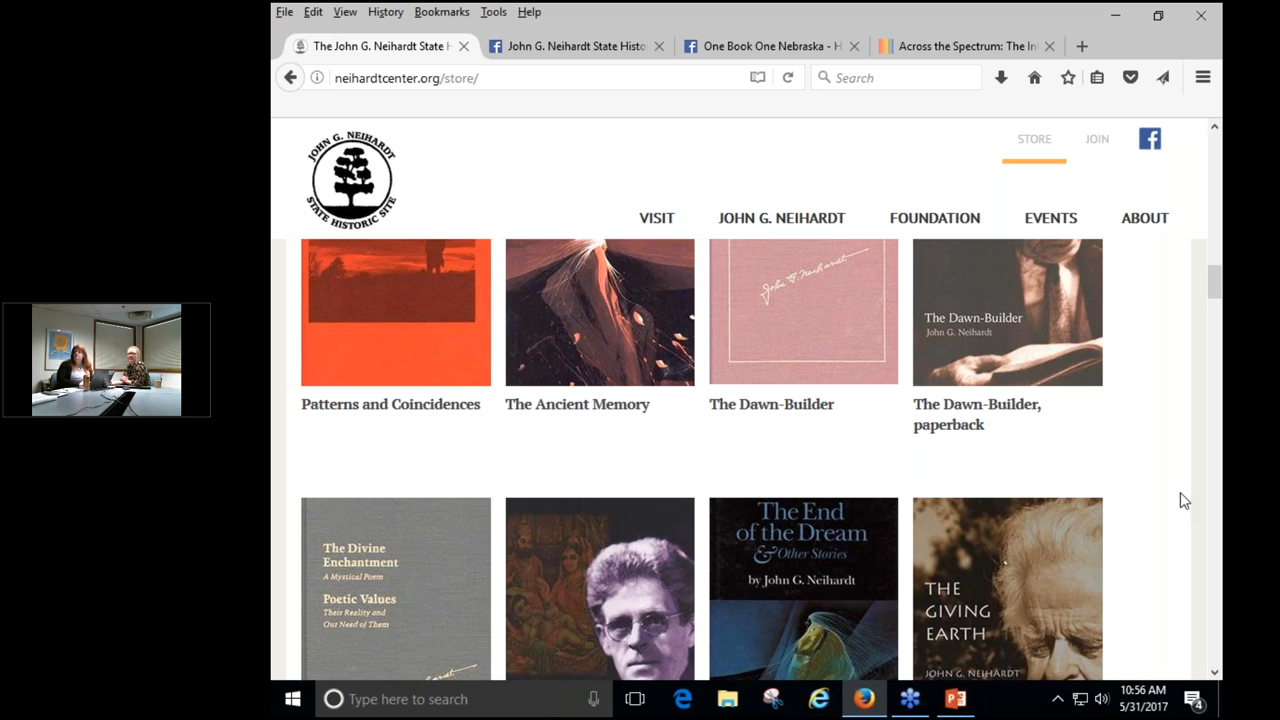 File Edit View History Bookmarks Tools Help
The John G. Neihardt State H
John G. Neihardt State Histo
One Book One Nebraska - H
Across the Spectrum: The In
neihardtcenter.org/store/
Search
JOHN G. NEIHARDT
STATE HISTORIC SITE
STORE JOIN
VISIT JOHN G. NEIHARDT FOUNDATION EVENTS ABOUT
John G. Neihardt
The Dawn-Builder
John G. Neihardt
Patterns and Coincidences
The Ancient Memory
The Dawn-Builder
The Dawn-Builder,
paperback
The Divine
Enchantment
A Mystical Poem
Poetic Values
Their Reality and
Our Need of Them
The End
of the Dream
& Other Stories
by John G. Neihardt
THE
GIVING
EARTH
JOHN G. NEIHARDT
Type here to search
10:56 AM
5/31/2017
4